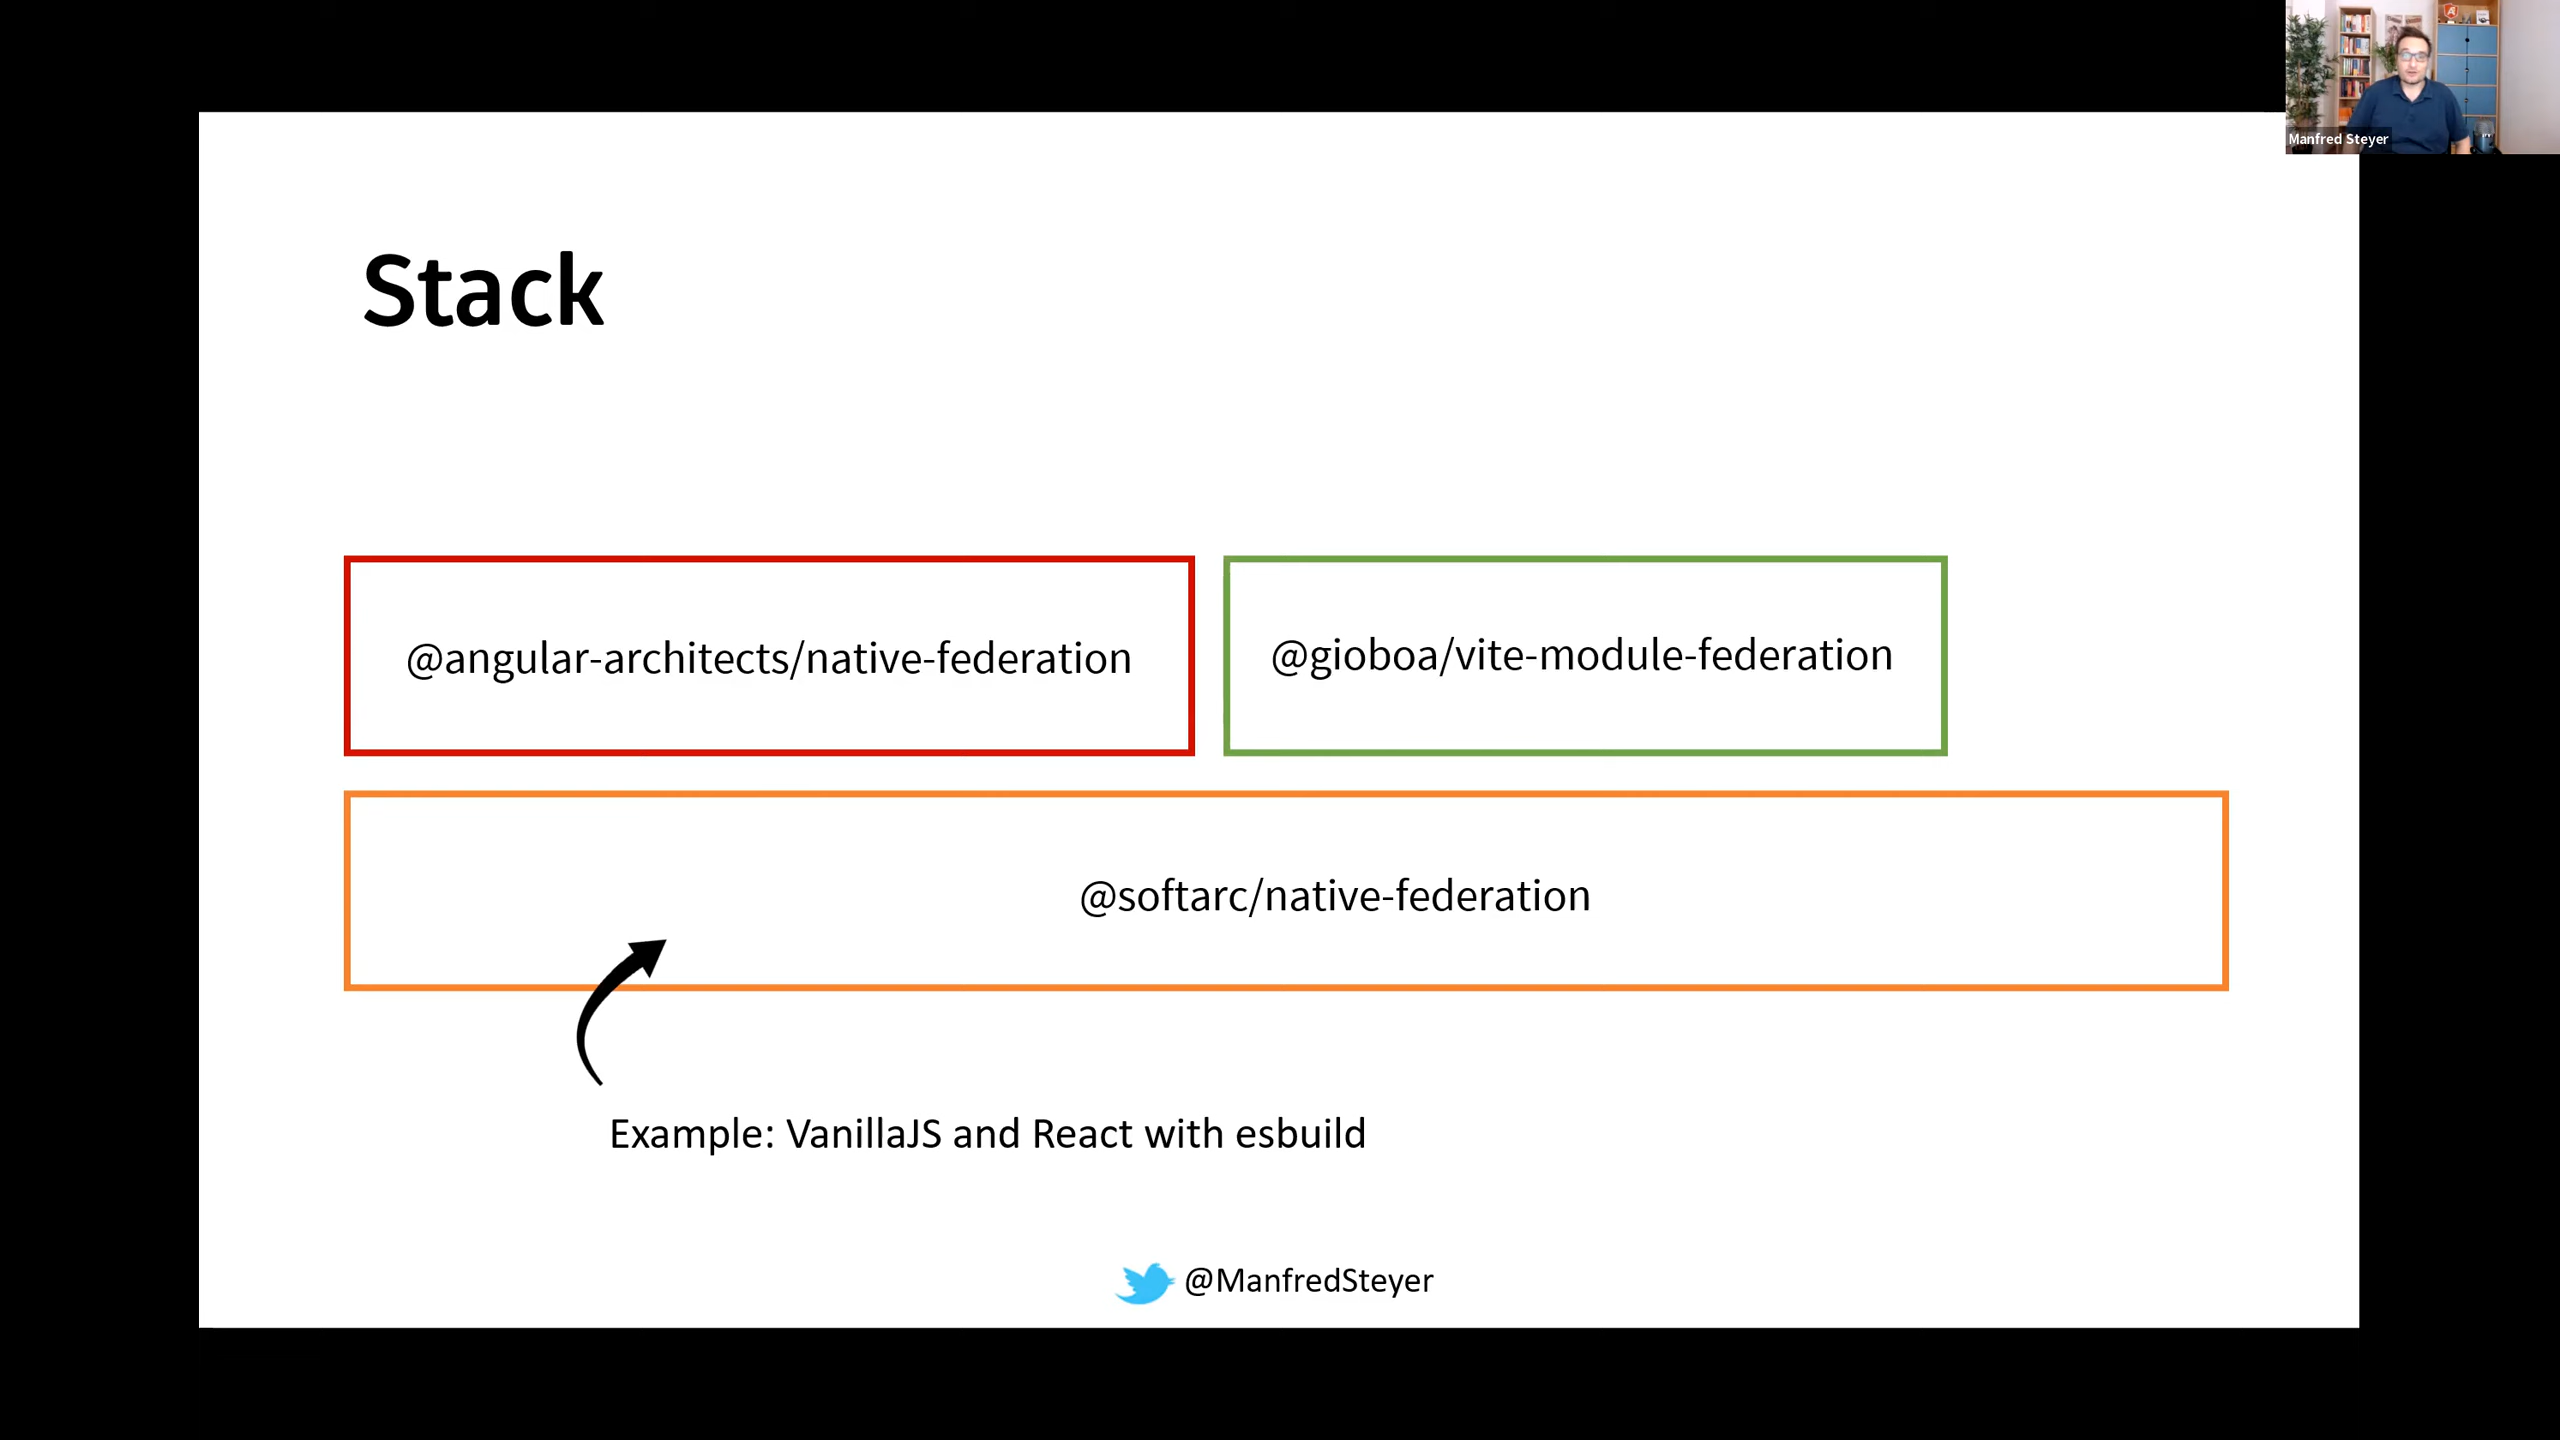 Manfred Steyer
Stack
@angular-architects/native-federation
@gioboa/vite-module-federation
@softarc/native-federation
Example: VanillaJS and React with esbuild
@ManfredSteyer